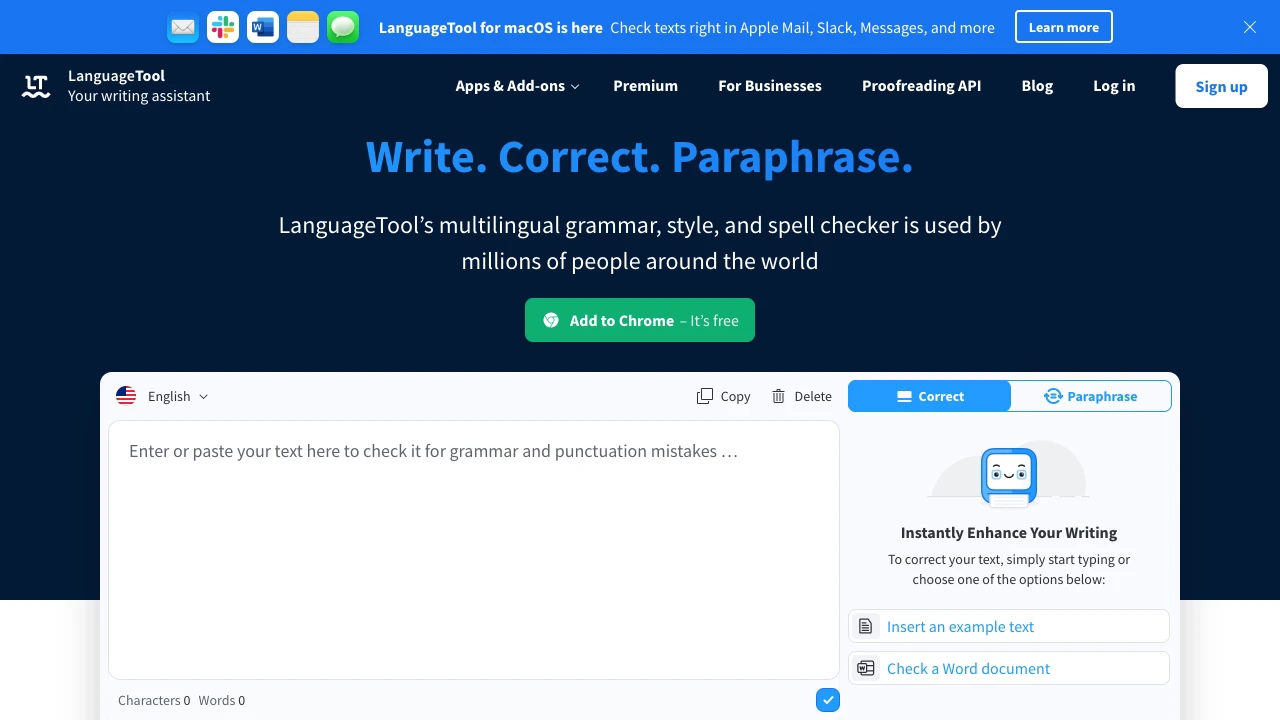 LanguageTool for macOS is here Check texts right in Apple Mail, Slack, Messages, and more Learn more
LanguageTool
Your writing assistant
Apps & Add-ons Premium For Businesses Proofreading API Blog Log in Sign up
Write. Correct. Paraphrase.
LanguageTool’s multilingual grammar, style, and spell checker is used by
millions of people around the world
Add to Chrome – It’s free
English Copy Delete Correct Paraphrase
Enter or paste your text here to check it for grammar and punctuation mistakes …
Instantly Enhance Your Writing
To correct your text, simply start typing or
choose one of the options below:
Insert an example text
Check a Word document
Characters 0 Words 0